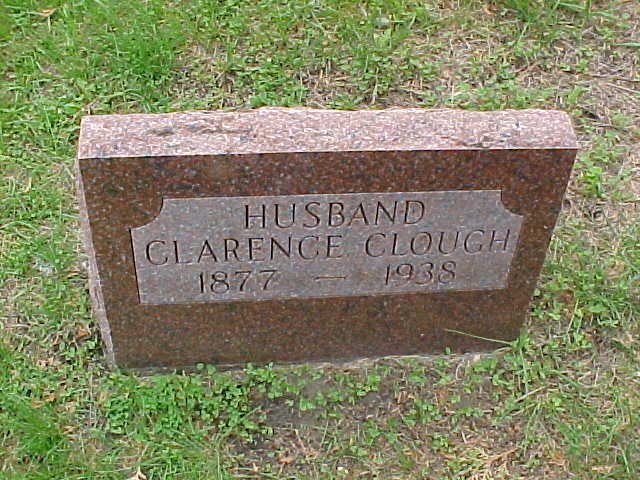 HUSBAND
CLARENCE CLOUGH
1877 — 1938